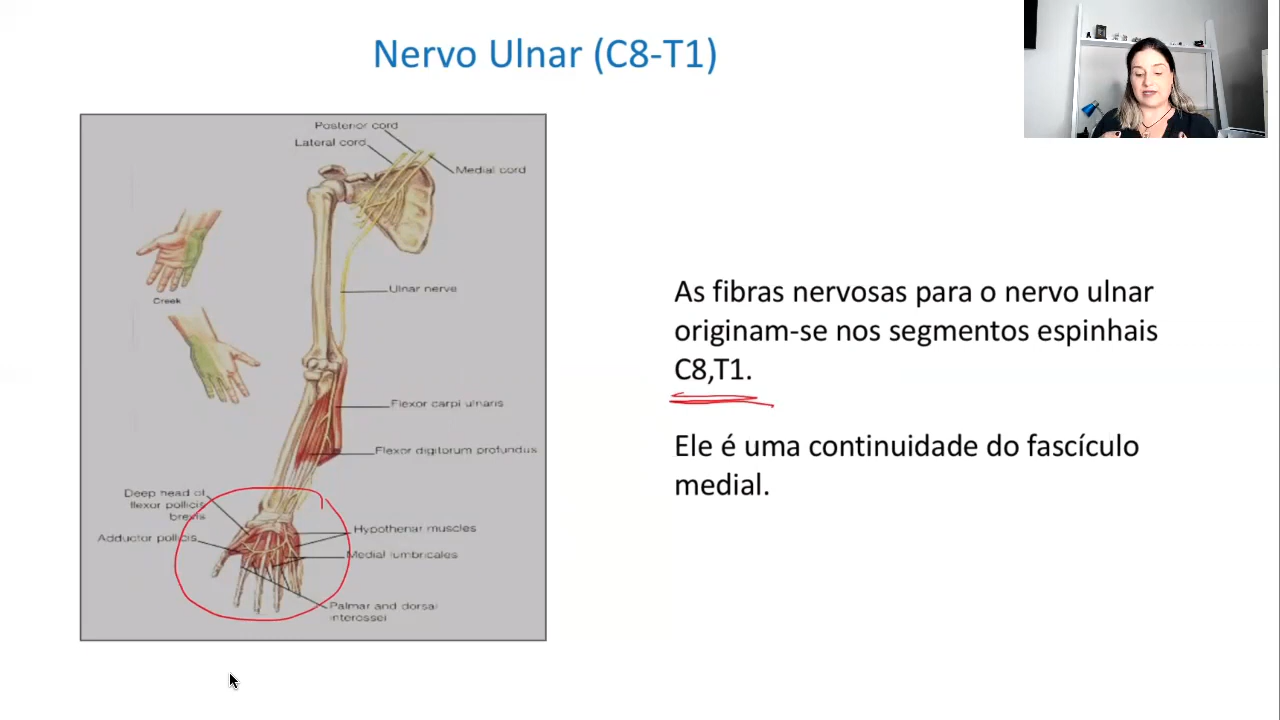 Nervo Ulnar (C8-T1)
Posterior cord
Lateral cord
Medial cord
Creek
Ulnar nerve
Flexor carpi ulnaris
Flexor digitorum profundus
Deep head of
flexor pollicis
brevis
Adductor pollicis
Hypothenar muscles
Medial lumbricales
Palmar and dorsal
interossei
As fibras nervosas para o nervo ulnar
originam-se nos segmentos espinhais
C8,T1.
Ele é uma continuidade do fascículo
medial.